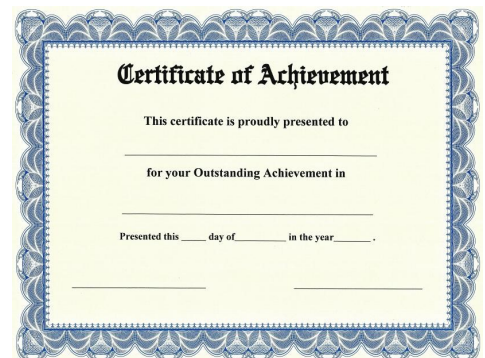 Certificate of Achievement
This certificate is proudly presented to
for your Outstanding Achievement in
Presented this _____ day of__________ in the year_______ .